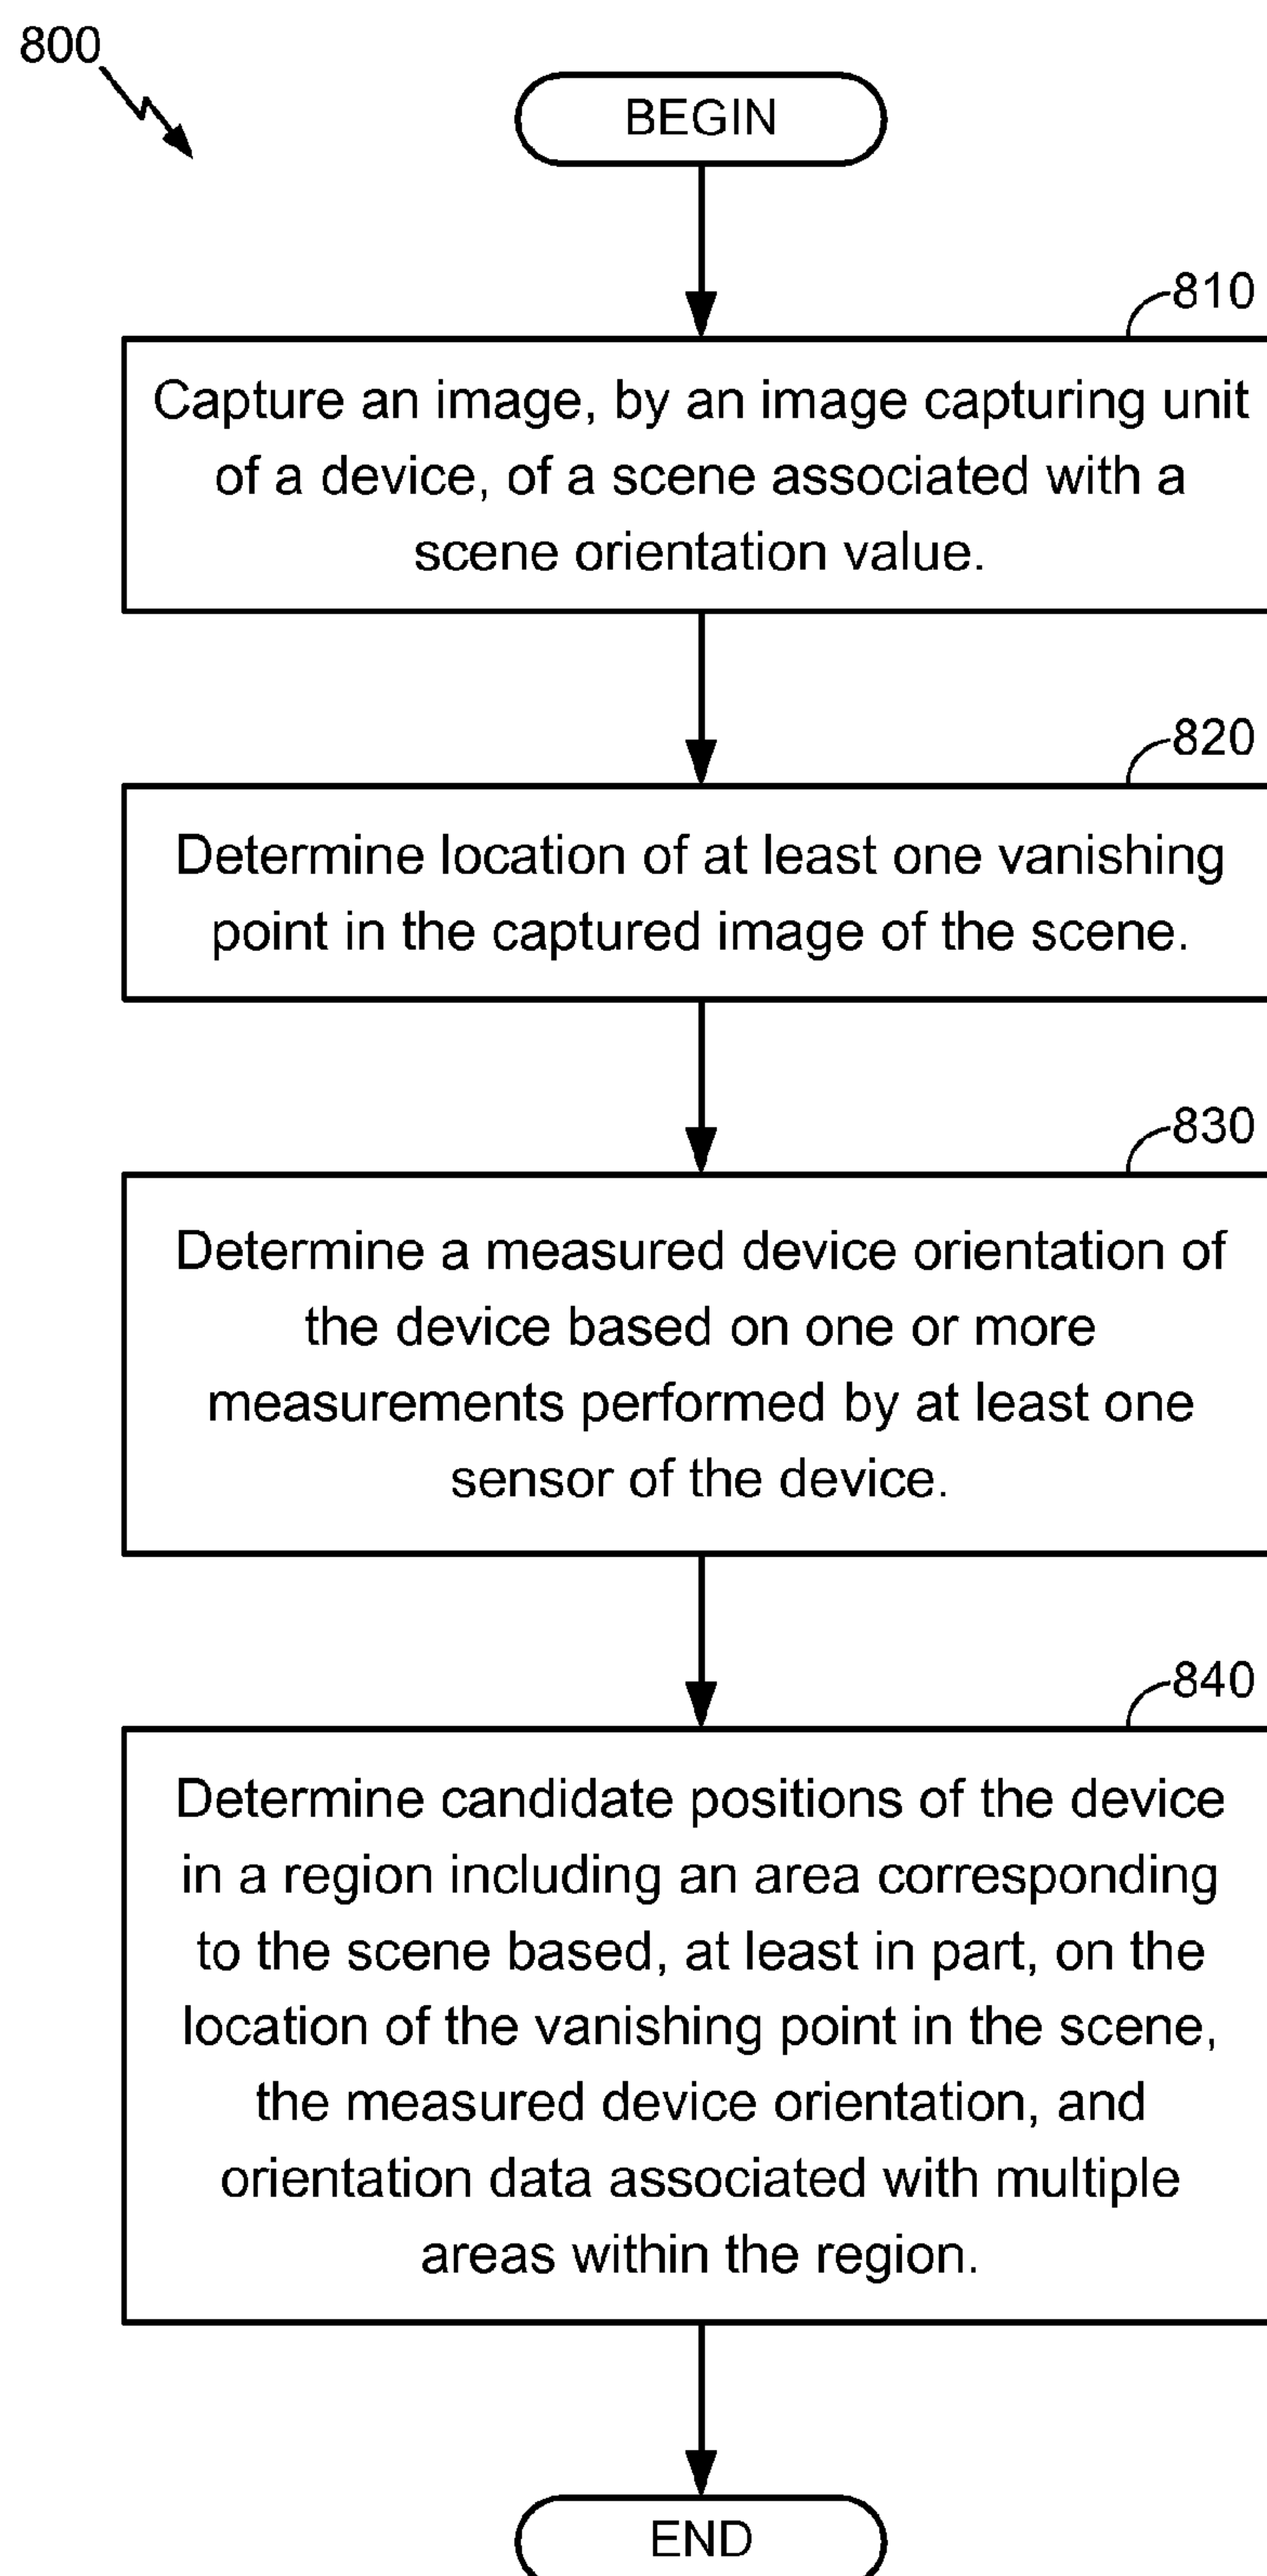 800
BEGIN
810
Capture an image, by an image capturing unit
of a device, of a scene associated with a
scene orientation value.
820
Determine location of at least one vanishing
point in the captured image of the scene.
830
Determine a measured device orientation of
the device based on one or more
measurements performed by at least one
sensor of the device.
840
Determine candidate positions of the device
in a region including an area corresponding
to the scene based, at least in part, on the
location of the vanishing point in the scene,
the measured device orientation, and
orientation data associated with multiple
areas within the region.
END